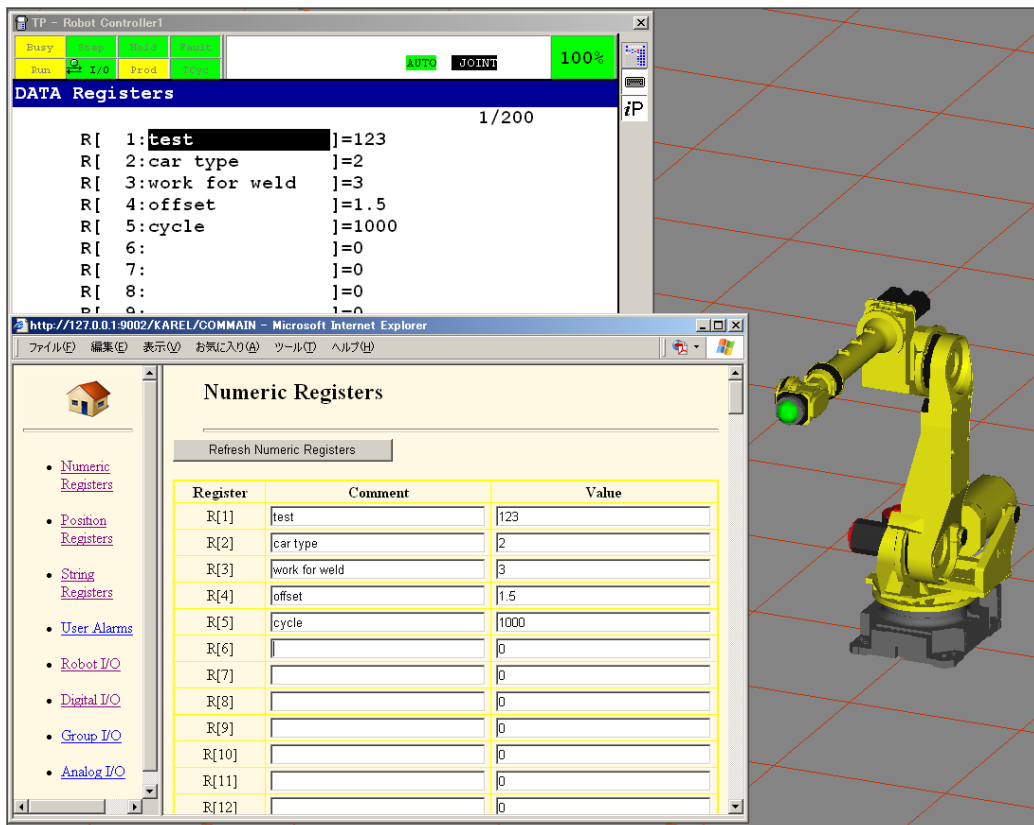 TP - Robot Controller1
Busy Step Hold Fault
Run I/O Prod TCyc
AUTO JOINT 100%
iP
DATA Registers
1/200
R[ 1:test ]=123
R[ 2:car type ]=2
R[ 3:work for weld ]=3
R[ 4:offset ]=1.5
R[ 5:cycle ]=1000
R[ 6: ]=0
R[ 7: ]=0
R[ 8: ]=0
R[ 9: ]=0
http://127.0.0.1:9002/KAREL/COMMAIN - Microsoft Internet Explorer
ファイル(F) 編集(E) 表示(V) お気に入り(A) ツール(T) ヘルプ(H)
Numeric Registers
Position Registers
String Registers
User Alarms
Robot I/O
Digital I/O
Group I/O
Analog I/O
Numeric Registers
Refresh Numeric Registers
Register Comment Value
R[1] test 123
R[2] car type 2
R[3] work for weld 3
R[4] offset 1.5
R[5] cycle 1000
R[6] 0
R[7] 0
R[8] 0
R[9] 0
R[10] 0
R[11] 0
R[12] 0